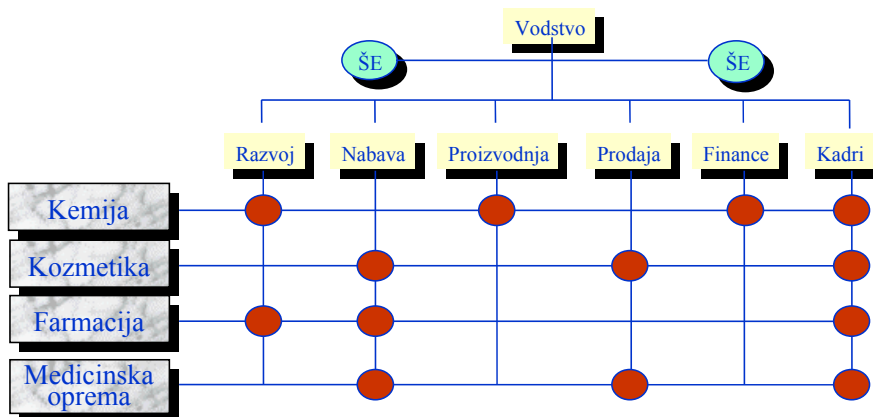 Vodstvo
ŠE
ŠE
Razvoj
Nabava
Proizvodnja
Prodaja
Finance
Kadri
Kemija
Kozmetika
Farmacija
Medicinska
oprema